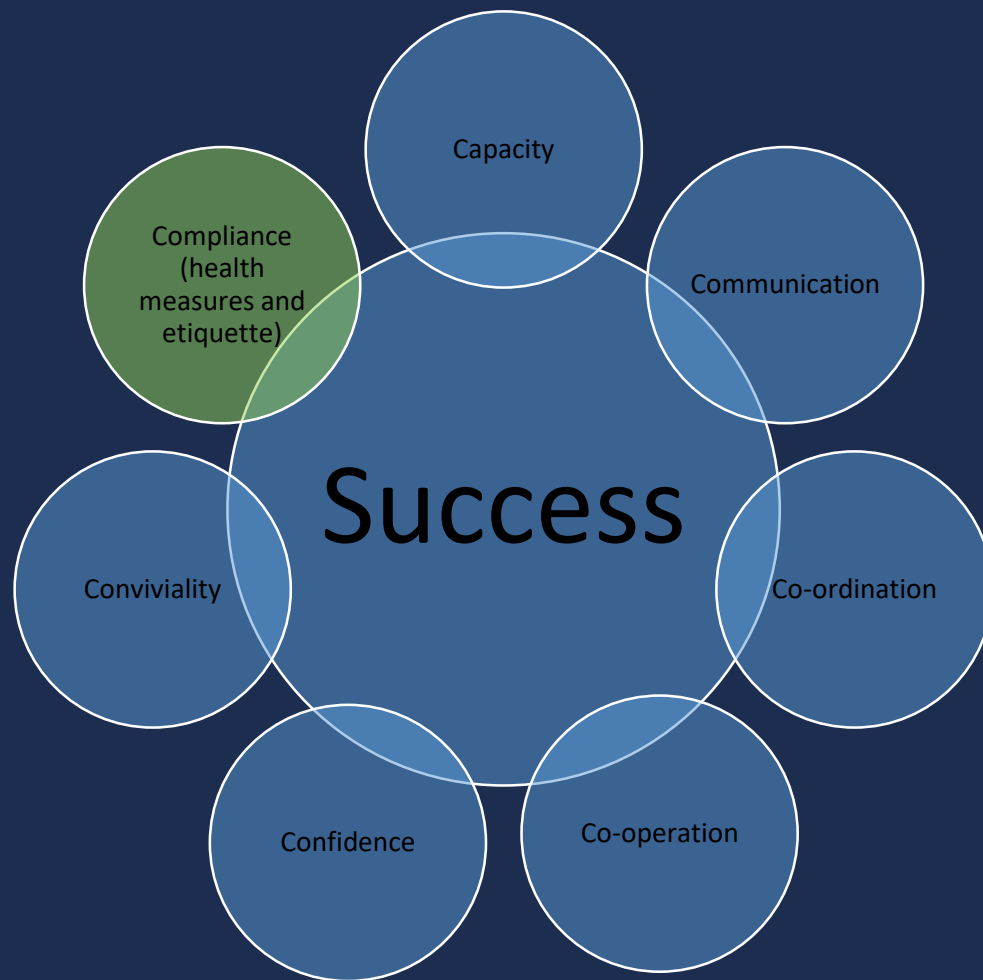 Capacity
Communication
Co-ordination
Co-operation
Confidence
Conviviality
Compliance
(health
measures and
etiquette)
Success